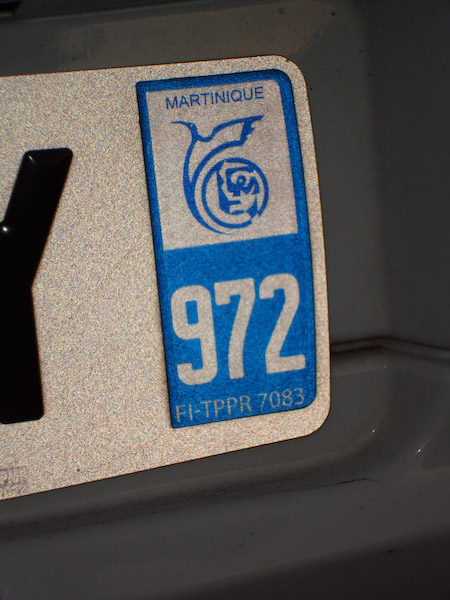 MARTINIQUE
Y
972
FI-TPPR 7083